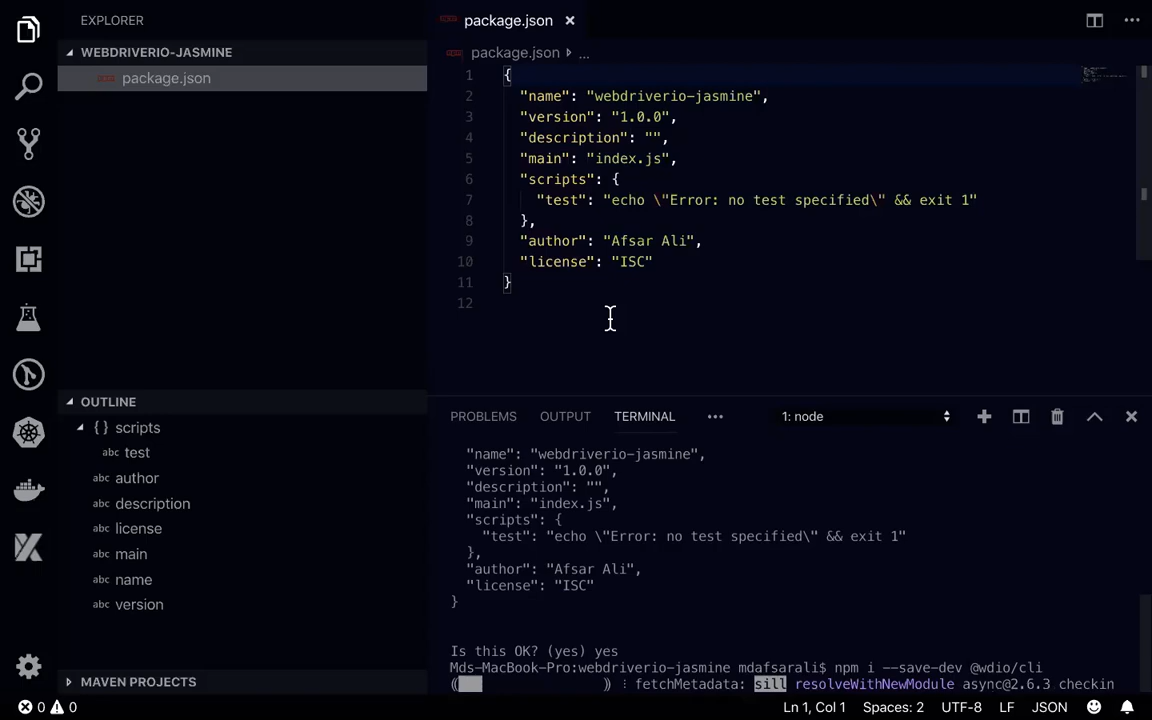 EXPLORER
WEBDRIVERIO-JASMINE
package.json
OUTLINE
{ } scripts
abc test
abc author
abc description
abc license
abc main
abc name
abc version
MAVEN PROJECTS
package.json
package.json ...
1 {
2 "name": "webdriverio-jasmine",
3 "version": "1.0.0",
4 "description": "",
5 "main": "index.js",
6 "scripts": {
7 "test": "echo \"Error: no test specified\" && exit 1"
8 },
9 "author": "Afsar Ali",
10 "license": "ISC"
11 }
12
PROBLEMS OUTPUT TERMINAL ... 1: node
"name": "webdriverio-jasmine",
"version": "1.0.0",
"description": "",
"main": "index.js",
"scripts": {
"test": "echo \"Error: no test specified\" && exit 1"
},
"author": "Afsar Ali",
"license": "ISC"
}
Is this OK? (yes) yes
Mds-MacBook-Pro:webdriverio-jasmine mdafsarali$ npm i --save-dev @wdio/cli
fetchMetadata: sill resolveWithNewModule async@2.6.3 checkin
0 0 Ln 1, Col 1 Spaces: 2 UTF-8 LF JSON